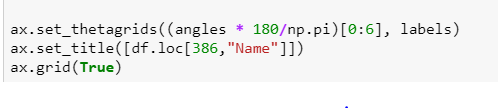 ax.set_thetagrids((angles * 180/np.pi)[0:6], labels)
ax.set_title([df.loc[386,"Name"]])
ax.grid(True)